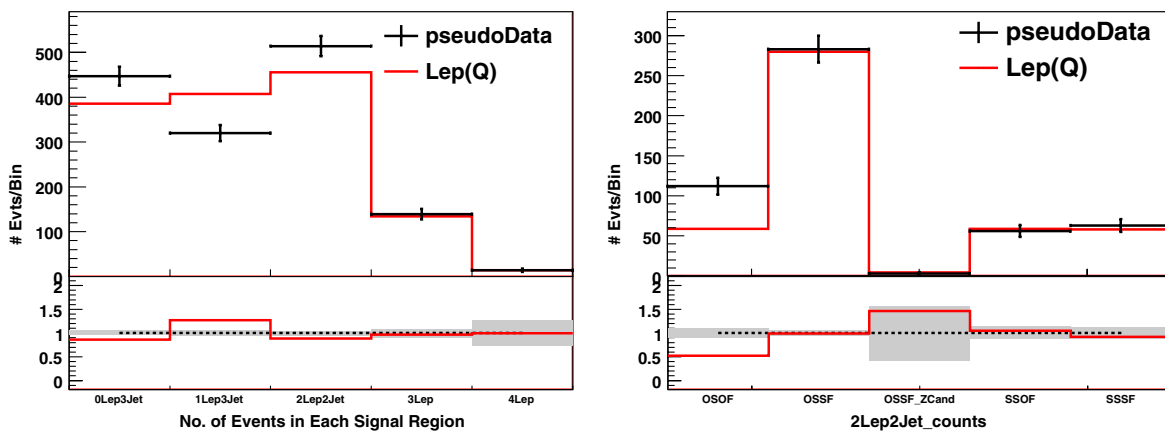 # Evts/Bin
500
400
300
200
100
0
pseudoData
Lep(Q)
2
1.5
1
0.5
0
0Lep3Jet 1Lep3Jet 2Lep2Jet 3Lep 4Lep
No. of Events in Each Signal Region
# Evts/Bin
300
250
200
150
100
50
0
pseudoData
Lep(Q)
2
1.5
1
0.5
0
OSOF OSSF OSSF_ZCand SSOF SSSF
2Lep2Jet_counts